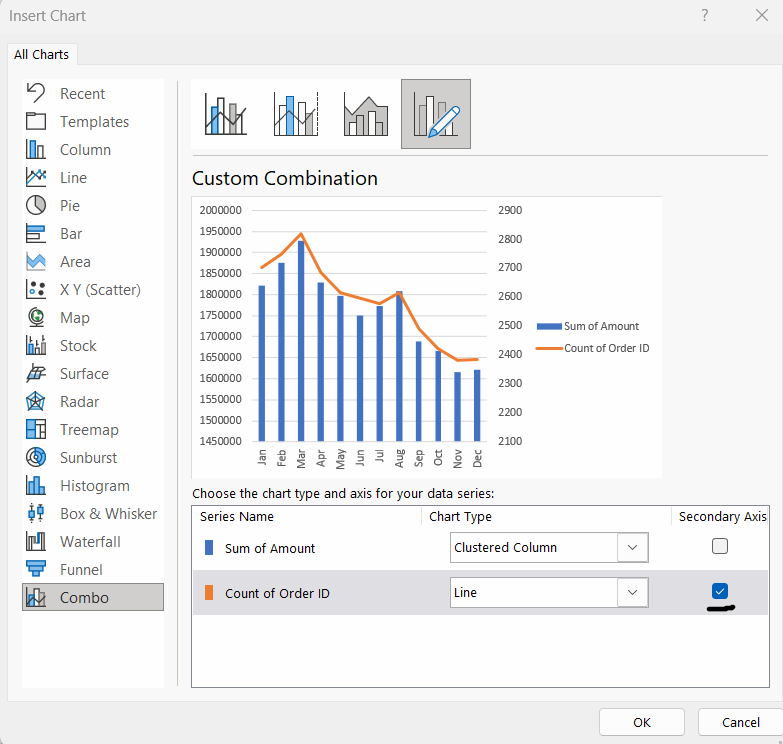 Insert Chart
?
All Charts
Recent
Templates
Column
Line
Pie
Bar
Area
X Y (Scatter)
Map
Stock
Surface
Radar
Treemap
Sunburst
Histogram
Box & Whisker
Waterfall
Funnel
Combo
Custom Combination
2000000
1950000
1900000
1850000
1800000
1750000
1700000
1650000
1600000
1550000
1500000
1450000
2900
2800
2700
2600
2500
2400
2300
2200
2100
Jan
Feb
Mar
Apr
May
Jun
Jul
Aug
Sep
Oct
Nov
Dec
Sum of Amount
Count of Order ID
Choose the chart type and axis for your data series:
Series Name Chart Type Secondary Axis
Sum of Amount Clustered Column
Count of Order ID Line
OK Cancel